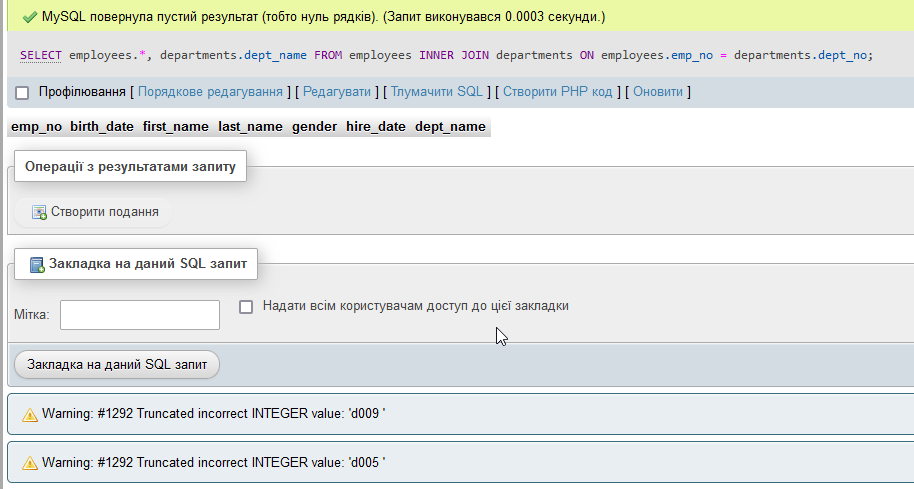 MySQL повернула пустий результат (тобто нуль рядків). (Запит виконувався 0.0003 секунди.)
SELECT employees.*, departments.dept_name FROM employees INNER JOIN departments ON employees.emp_no = departments.dept_no;
Профілювання [ Порядкове редагування ] [ Редагувати ] [ Тлумачити SQL ] [ Створити PHP код ] [ Оновити ]
emp_no birth_date first_name last_name gender hire_date dept_name
Операції з результатами запиту
Створити подання
Закладка на даний SQL запит
Мітка: Надати всім користувачам доступ до цієї закладки
Закладка на даний SQL запит
Warning: #1292 Truncated incorrect INTEGER value: 'd009 '
Warning: #1292 Truncated incorrect INTEGER value: 'd005 '